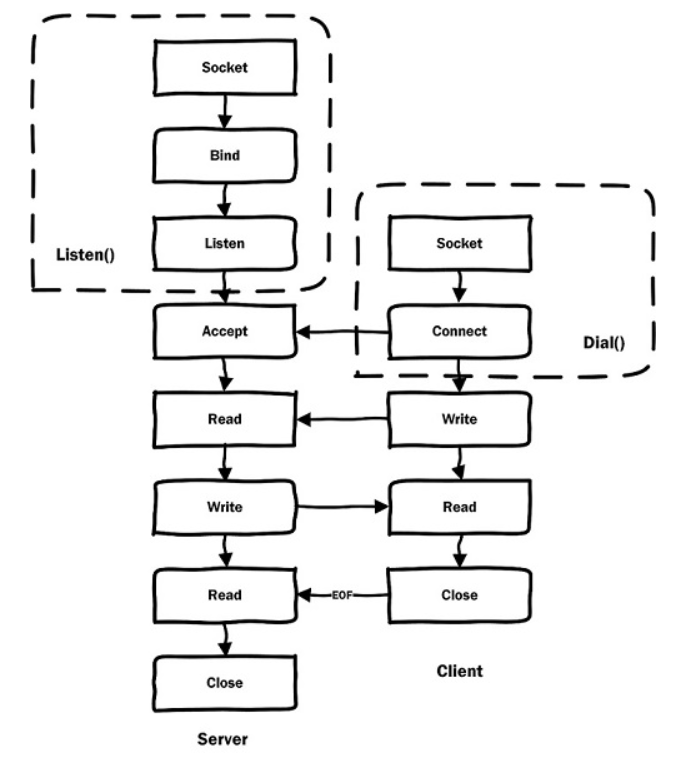 Socket
Bind
Listen
Listen()
Socket
Accept
Connect
Dial()
Read
Write
Write
Read
Read
EOF
Close
Close
Client
Server